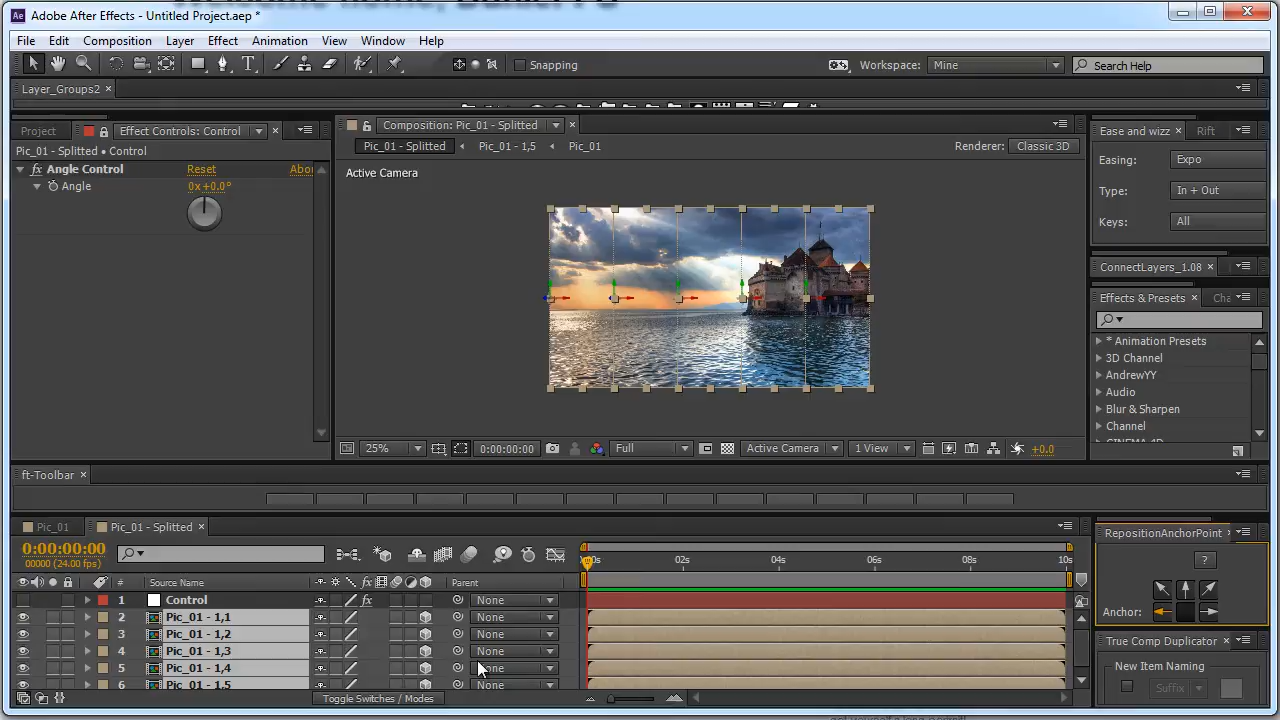 Adobe After Effects - Untitled Project.aep *
File Edit Composition Layer Effect Animation View Window Help
Snapping
Workspace: Mine
Search Help
Layer_Groups2
Project
Effect Controls: Control
Composition: Pic_01 - Splitted
Ease and wizz
Rift
Pic_01 - Splitted • Control
Pic_01 - Splitted
Pic_01 - 1,5
Pic_01
Renderer: Classic 3D
Easing: Expo
Angle Control
Reset
Abo
Active Camera
Angle
0x+0.0°
Type: In + Out
Keys: All
ConnectLayers_1.08
Effects & Presets
Cha
* Animation Presets
3D Channel
AndrewYY
Audio
Blur & Sharpen
Channel
25%
0:00:00:00
Full
Active Camera
1 View
+0.0
ft-Toolbar
Pic_01
Pic_01 - Splitted
RepositionAnchorPoint
0:00:00:00
00000 (24.00 fps)
02s 04s 06s 08s 10s
?
# Source Name
Parent
1 Control None
Anchor:
2 Pic_01 - 1,1 None
3 Pic_01 - 1,2 None
True Comp Duplicator
4 Pic_01 - 1,3 None
New Item Naming
5 Pic_01 - 1,4 None
6 Pic_01 - 1,5 None
Suffix
Toggle Switches / Modes